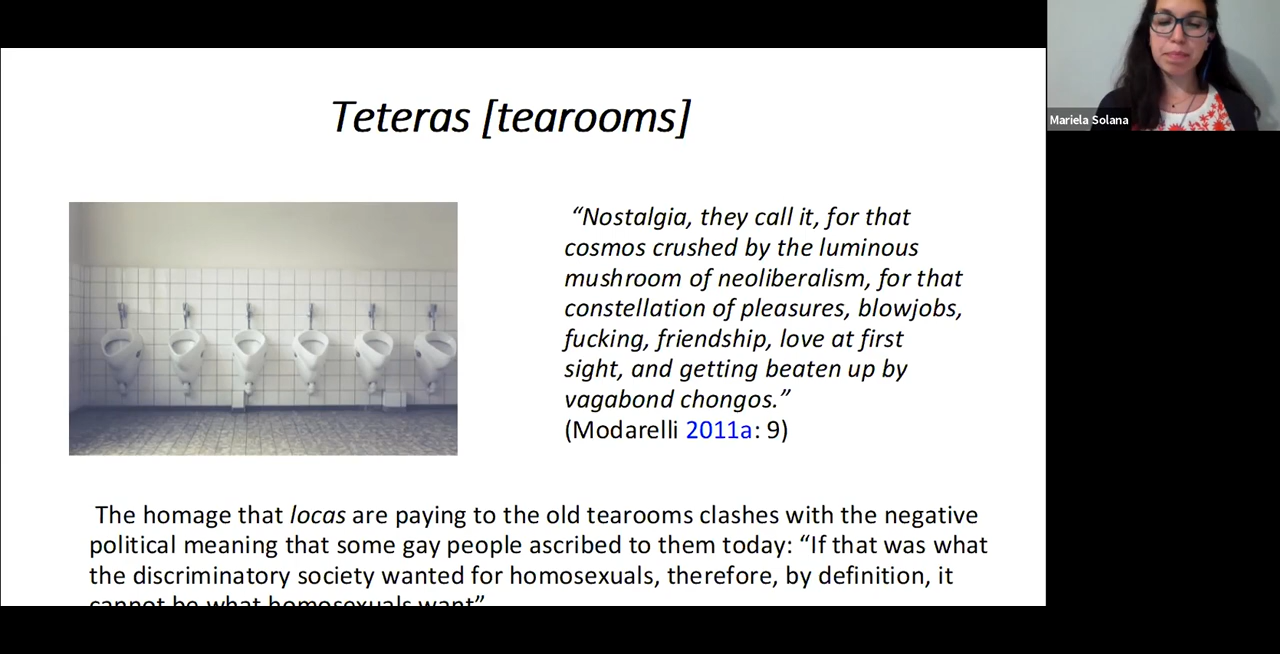 Teteras [tearooms]
Mariela Solana
“Nostalgia, they call it, for that
cosmos crushed by the luminous
mushroom of neoliberalism, for that
constellation of pleasures, blowjobs,
fucking, friendship, love at first
sight, and getting beaten up by
vagabond chongos.”
(Modarelli 2011a: 9)
The homage that locas are paying to the old tearooms clashes with the negative
political meaning that some gay people ascribed to them today: “If that was what
the discriminatory society wanted for homosexuals, therefore, by definition, it
cannot be what homosexuals want”